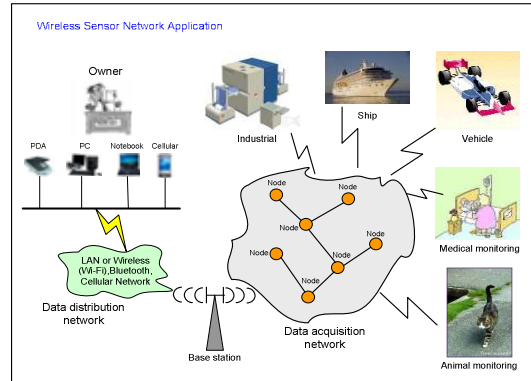 Wireless Sensor Network Application
Owner
PDA
PC
Notebook
Cellular
Industrial
Ship
Vehicle
Node
Node
Node
Node
Node
Node
Node
Medical monitoring
LAN or Wireless
(Wi-Fi),Bluetooth,
Cellular Network
Data distribution
network
Base station
Data acquisition
network
Animal monitoring